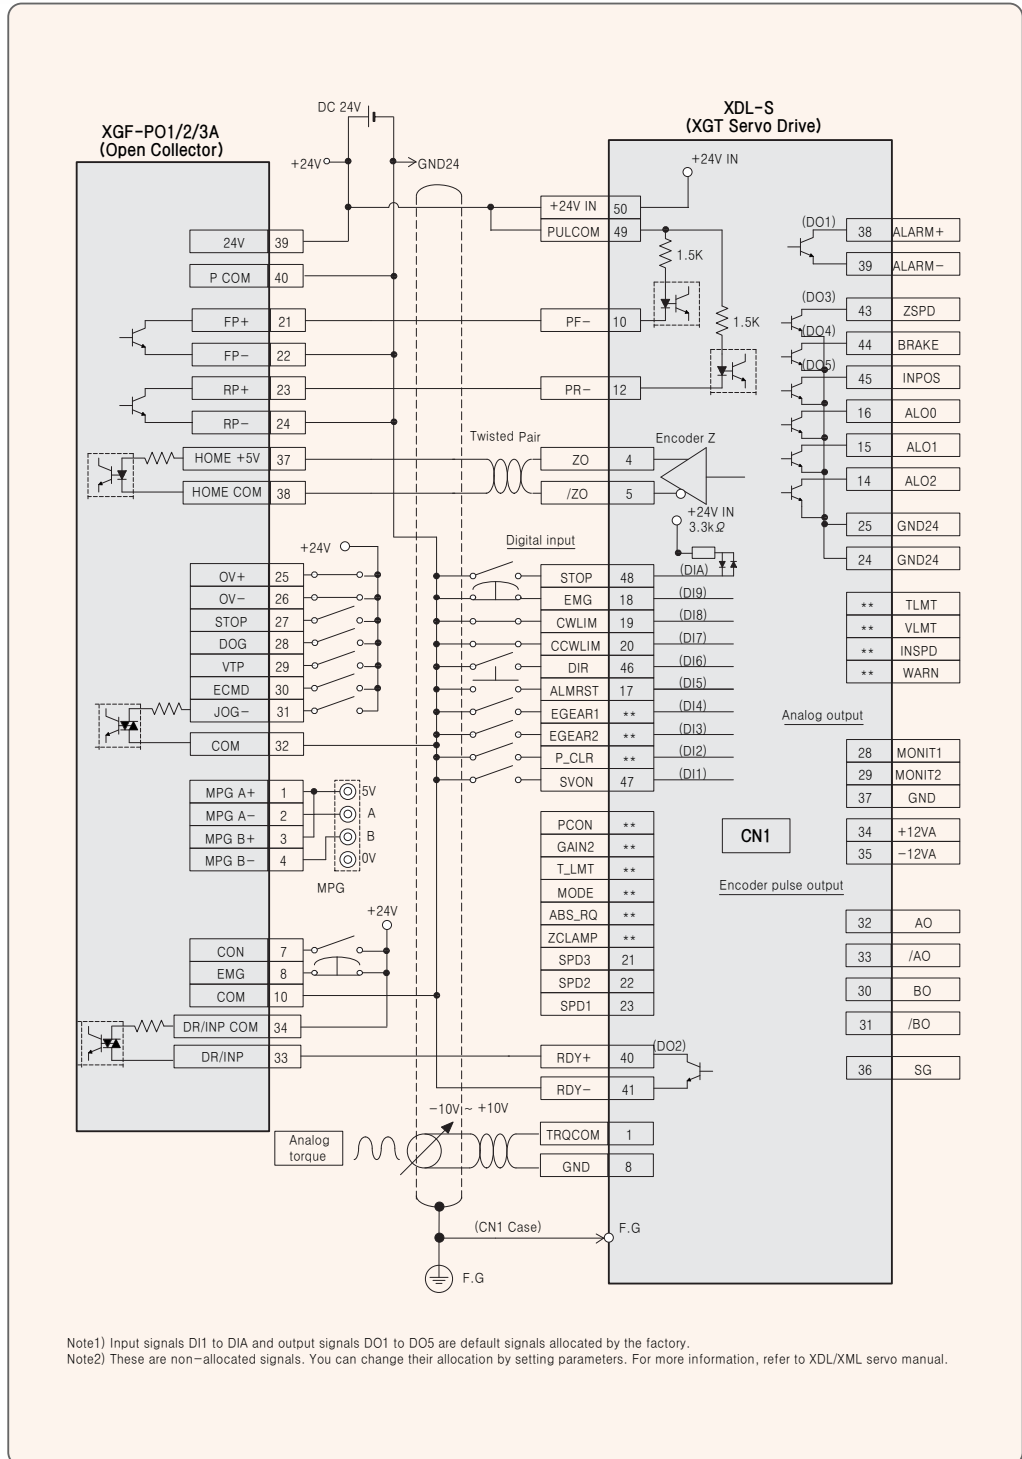 XGF-PO1/2/3A
(Open Collector)
DC 24V
+24V
GND24
XDL-S
(XGT Servo Drive)
+24V IN
24V 39
P COM 40
FP+ 21
FP- 22
RP+ 23
RP- 24
HOME +5V 37
HOME COM 38
+24V
OV+ 25
OV- 26
STOP 27
DOG 28
VTP 29
ECMD 30
JOG- 31
COM 32
MPG A+ 1
MPG A- 2
MPG B+ 3
MPG B- 4
5V
A
B
0V
MPG
+24V
CON 7
EMG 8
COM 10
DR/INP COM 34
DR/INP 33
Analog
torque
-10V ~ +10V
Twisted Pair
Digital input
+24V IN 50
PULCOM 49
1.5K
1.5K
PF- 10
PR- 12
Encoder Z
ZO 4
/ZO 5
+24V IN
3.3kΩ
STOP 48 (DIA)
EMG 18 (DI9)
CWLIM 19 (DI8)
CCWLIM 20 (DI7)
DIR 46 (DI6)
ALMRST 17 (DI5)
EGEAR1 ** (DI4)
EGEAR2 ** (DI3)
P_CLR ** (DI2)
SVON 47 (DI1)
PCON **
GAIN2 **
T_LMT **
MODE **
ABS_RQ **
ZCLAMP **
SPD3 21
SPD2 22
SPD1 23
RDY+ 40 (DO2)
RDY- 41
TRQCOM 1
GND 8
(CN1 Case)
F.G
F.G
(DO1) 38 ALARM+
39 ALARM-
(DO3) 43 ZSPD
(DO4) 44 BRAKE
(DO5) 45 INPOS
16 ALO0
15 ALO1
14 ALO2
25 GND24
24 GND24
** TLMT
** VLMT
** INSPD
** WARN
Analog output
28 MONIT1
29 MONIT2
37 GND
34 +12VA
35 -12VA
CN1
Encoder pulse output
32 AO
33 /AO
30 BO
31 /BO
36 SG
Note1) Input signals DI1 to DIA and output signals DO1 to DO5 are default signals allocated by the factory.
Note2) These are non-allocated signals. You can change their allocation by setting parameters. For more information, refer to XDL/XML servo manual.